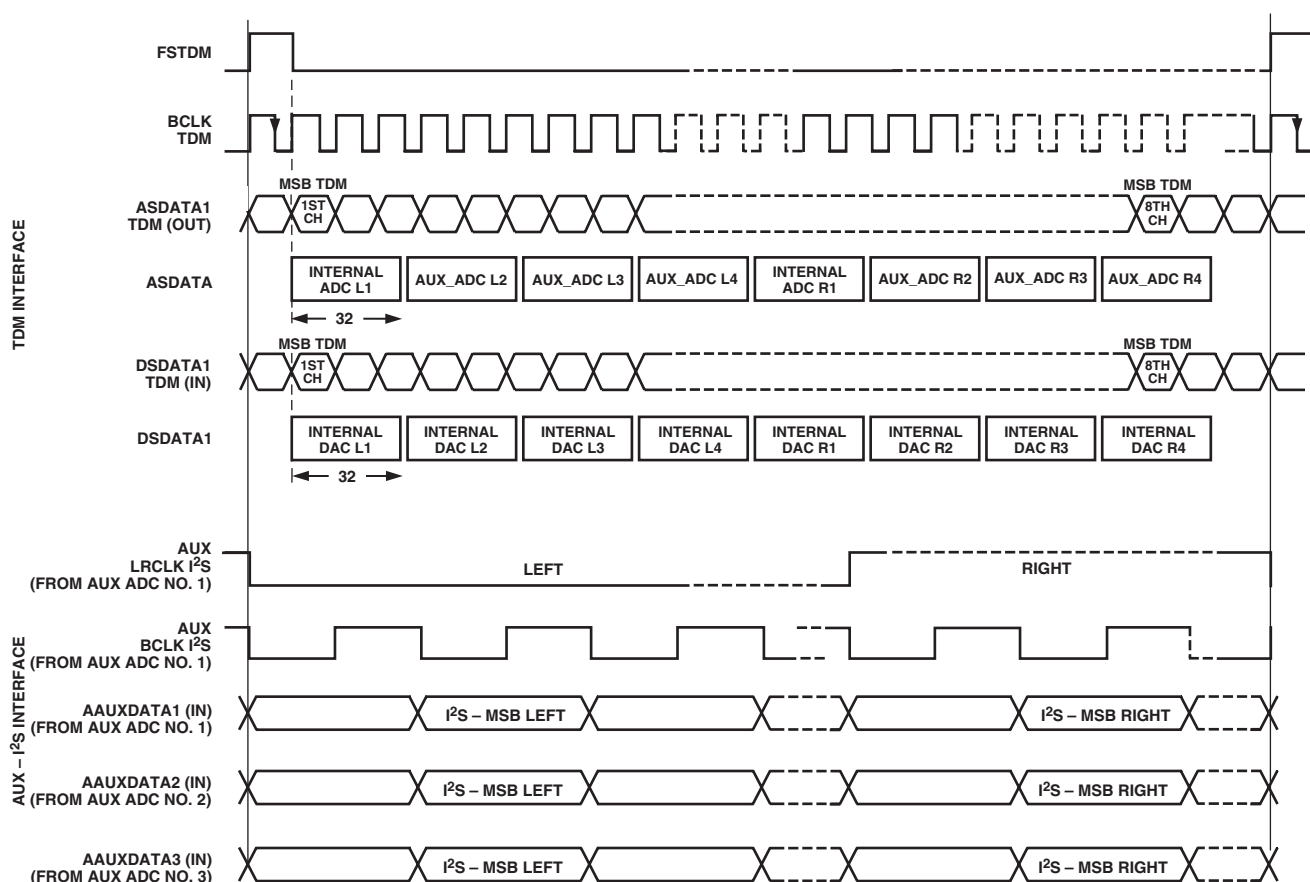 FSTDM
BCLK
TDM
MSB TDM
MSB TDM
ASDATA1
TDM (OUT)
1ST
CH
8TH
CH
TDM INTERFACE
ASDATA
INTERNAL
ADC L1
AUX_ADC L2
AUX_ADC L3
AUX_ADC L4
INTERNAL
ADC R1
AUX_ADC R2
AUX_ADC R3
AUX_ADC R4
32
MSB TDM
MSB TDM
DSDATA1
TDM (IN)
1ST
CH
8TH
CH
DSDATA1
INTERNAL
DAC L1
INTERNAL
DAC L2
INTERNAL
DAC L3
INTERNAL
DAC L4
INTERNAL
DAC R1
INTERNAL
DAC R2
INTERNAL
DAC R3
INTERNAL
DAC R4
32
AUX
LRCLK I²S
(FROM AUX ADC NO. 1)
LEFT
RIGHT
AUX – I²S INTERFACE
AUX
BCLK I²S
(FROM AUX ADC NO. 1)
AAUXDATA1 (IN)
(FROM AUX ADC NO. 1)
I²S – MSB LEFT
I²S – MSB RIGHT
AAUXDATA2 (IN)
(FROM AUX ADC NO. 2)
I²S – MSB LEFT
I²S – MSB RIGHT
AAUXDATA3 (IN)
(FROM AUX ADC NO. 3)
I²S – MSB LEFT
I²S – MSB RIGHT